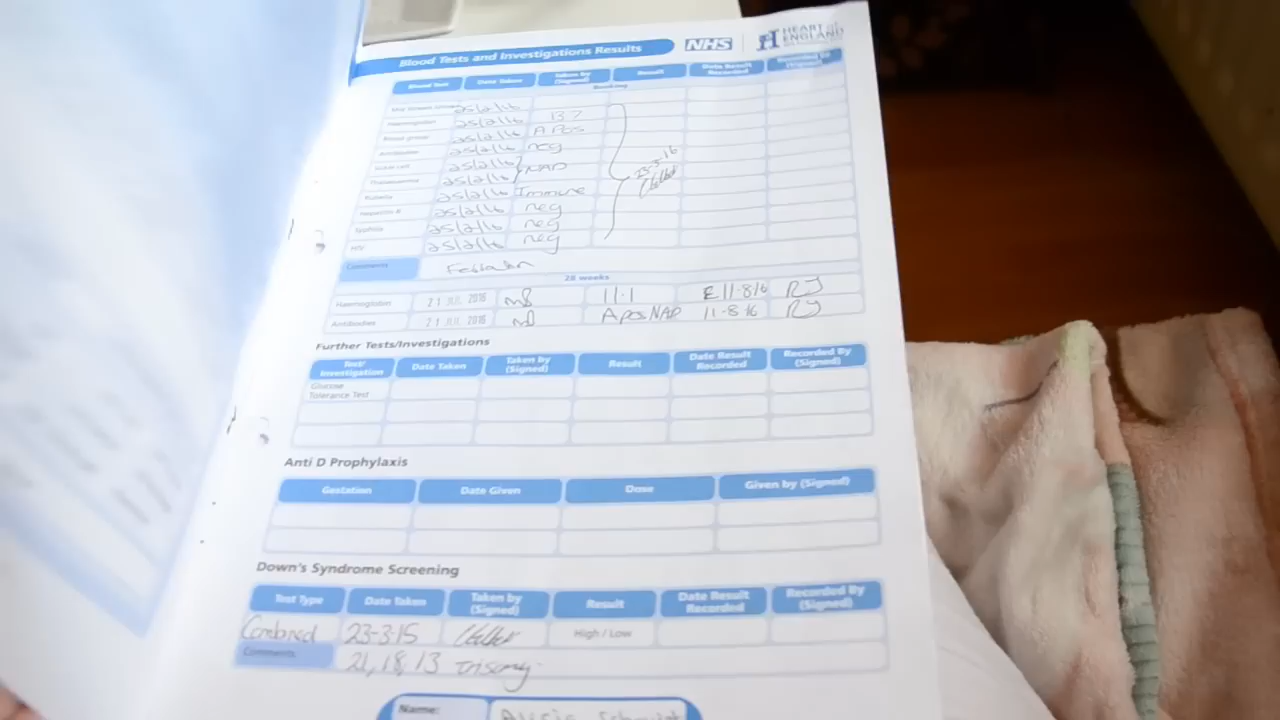 Blood Tests and Investigations Results NHS HEART OF ENGLAND
Blood Test Date Taken Taken by (Signed) Result Date Result Recorded Recorded By (Signed)
Booking
Mid Stream Urine 25/2/16
Haemoglobin 25/2/16 13.7
Blood group 25/2/16 A Pos
Antibodies 25/2/16 neg
Sickle Cell 25/2/16 NAD
Thalassaemia 25/2/16
Rubella 25/2/16 Immune
Hepatitis B 25/2/16 neg
Syphilis 25/2/16 neg
HIV 25/2/16 neg
Comments
28 weeks
Haemoglobin 21 JUL 2016 11.1 11-8-16 RJ
Antibodies 21 JUL 2016 A pos NAD 11-8-16 RJ
Further Tests/Investigations
Test/Investigation Date Taken Taken by (Signed) Result Date Result Recorded Recorded By (Signed)
Glucose
Tolerance Test
Anti D Prophylaxis
Gestation Date Given Dose Given by (Signed)
Down's Syndrome Screening
Test Type Date Taken Taken by (Signed) Result Date Result Recorded Recorded By (Signed)
Combined 23-3-15 High / Low
Comments 21, 18, 13 Trisomy
Name: